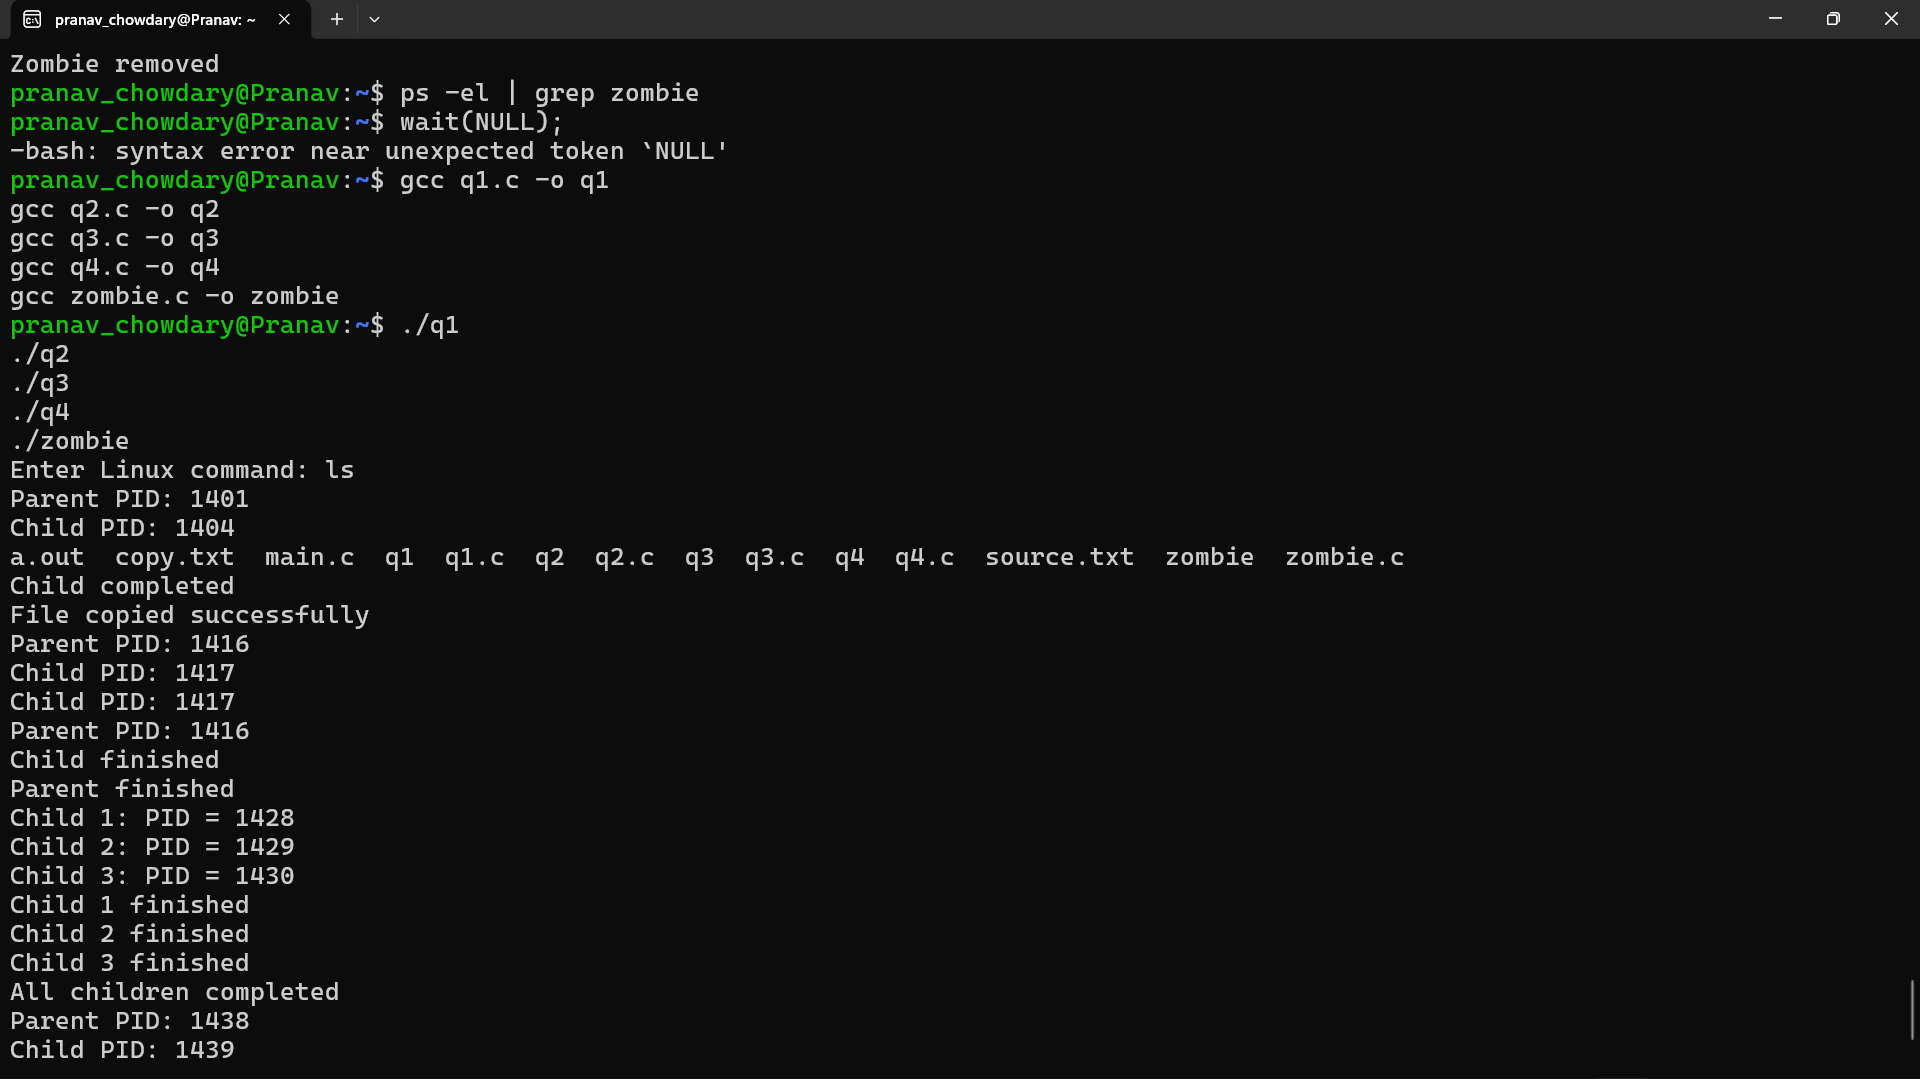 pranav_chowdary@Pranav: ~
Zombie removed
pranav_chowdary@Pranav:~$ ps -el | grep zombie
pranav_chowdary@Pranav:~$ wait(NULL);
-bash: syntax error near unexpected token `NULL'
pranav_chowdary@Pranav:~$ gcc q1.c -o q1
gcc q2.c -o q2
gcc q3.c -o q3
gcc q4.c -o q4
gcc zombie.c -o zombie
pranav_chowdary@Pranav:~$ ./q1
./q2
./q3
./q4
./zombie
Enter Linux command: ls
Parent PID: 1401
Child PID: 1404
a.out  copy.txt  main.c  q1  q1.c  q2  q2.c  q3  q3.c  q4  q4.c  source.txt  zombie  zombie.c
Child completed
File copied successfully
Parent PID: 1416
Child PID: 1417
Child PID: 1417
Parent PID: 1416
Child finished
Parent finished
Child 1: PID = 1428
Child 2: PID = 1429
Child 3: PID = 1430
Child 1 finished
Child 2 finished
Child 3 finished
All children completed
Parent PID: 1438
Child PID: 1439